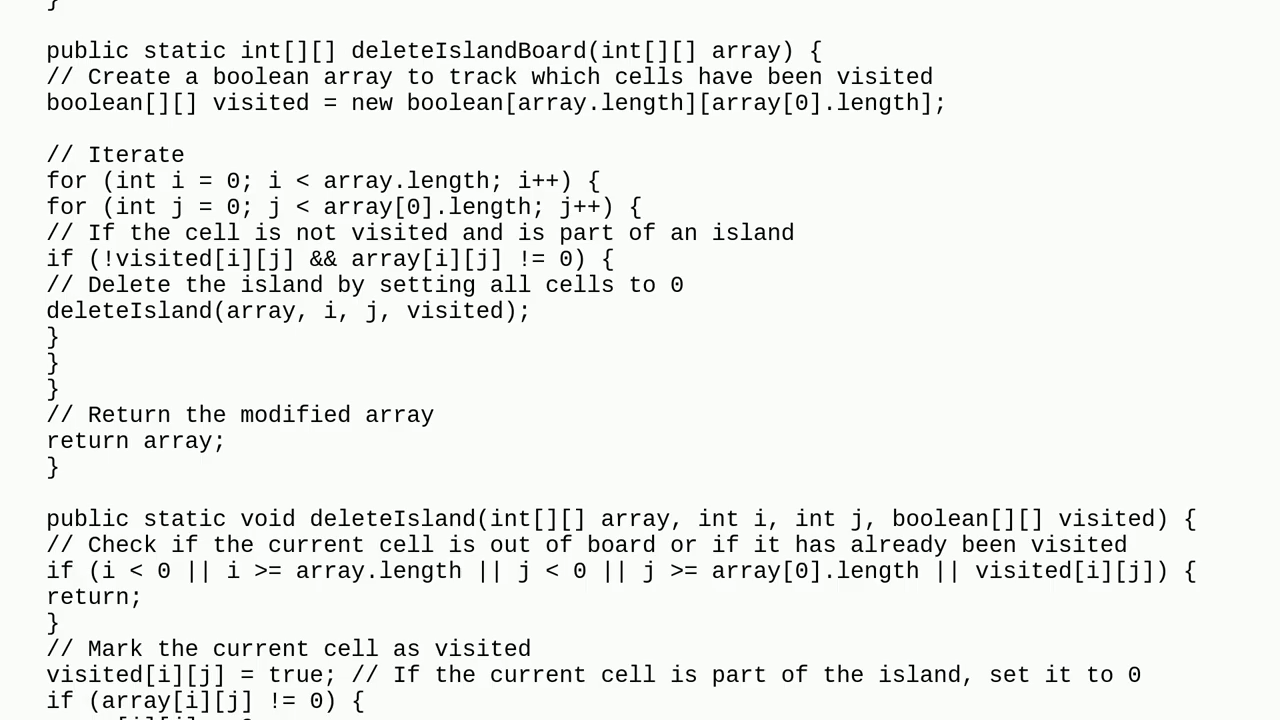 }
public static int[][] deleteIslandBoard(int[][] array) {
// Create a boolean array to track which cells have been visited
boolean[][] visited = new boolean[array.length][array[0].length];
// Iterate
for (int i = 0; i < array.length; i++) {
for (int j = 0; j < array[0].length; j++) {
// If the cell is not visited and is part of an island
if (!visited[i][j] && array[i][j] != 0) {
// Delete the island by setting all cells to 0
deleteIsland(array, i, j, visited);
}
}
}
// Return the modified array
return array;
}
public static void deleteIsland(int[][] array, int i, int j, boolean[][] visited) {
// Check if the current cell is out of board or if it has already been visited
if (i < 0 || i >= array.length || j < 0 || j >= array[0].length || visited[i][j]) {
return;
}
// Mark the current cell as visited
visited[i][j] = true; // If the current cell is part of the island, set it to 0
if (array[i][j] != 0) {